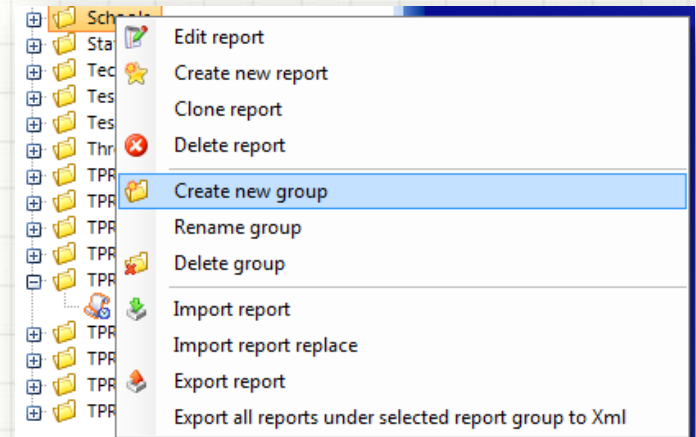 Schools
Edit report
Create new report
Clone report
Delete report
Create new group
Rename group
Delete group
Import report
Import report replace
Export report
Export all reports under selected report group to Xml
Sta
Tec
Tes
Tes
Thr
TPR
TPR
TPR
TPR
TPR
TPR
TPR
TPR
TPR